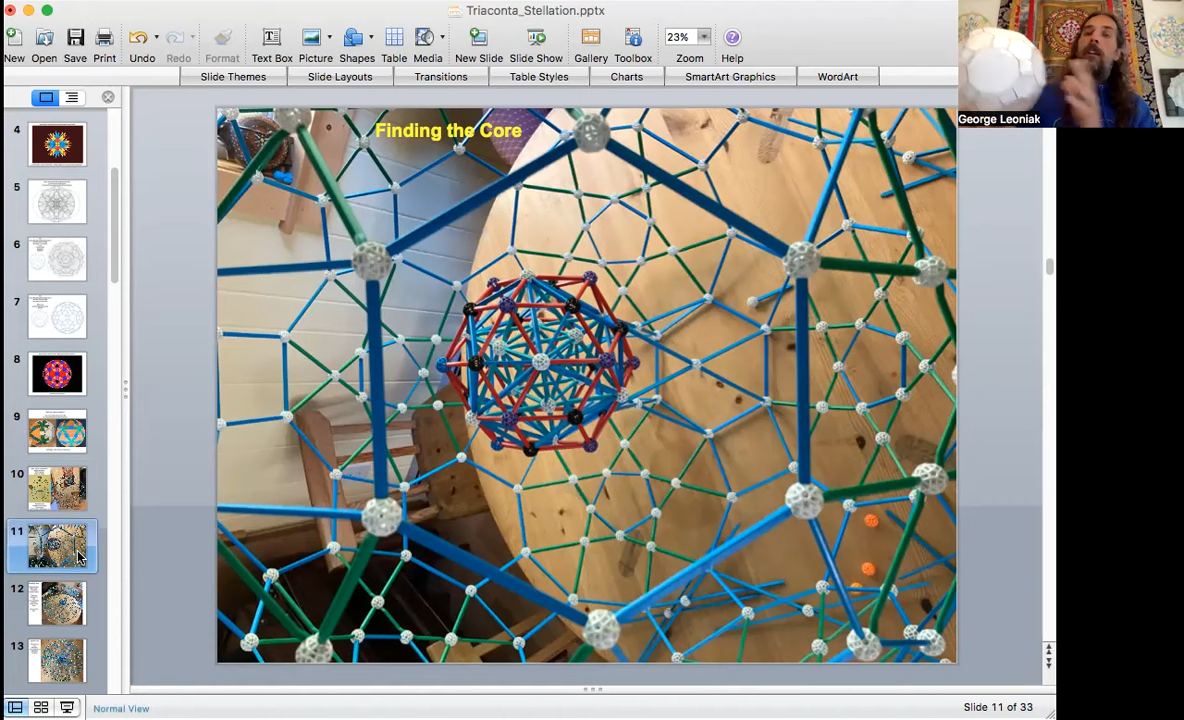 Triaconta_Stellation.pptx
New Open Save Print Undo Redo Format Text Box Picture Shapes Table Media New Slide Slide Show Gallery Toolbox 23% Zoom Help
Slide Themes Slide Layouts Transitions Table Styles Charts SmartArt Graphics WordArt
George Leoniak
Finding the Core
4
5
6
7
8
9
10
11
12
13
Normal View
Slide 11 of 33